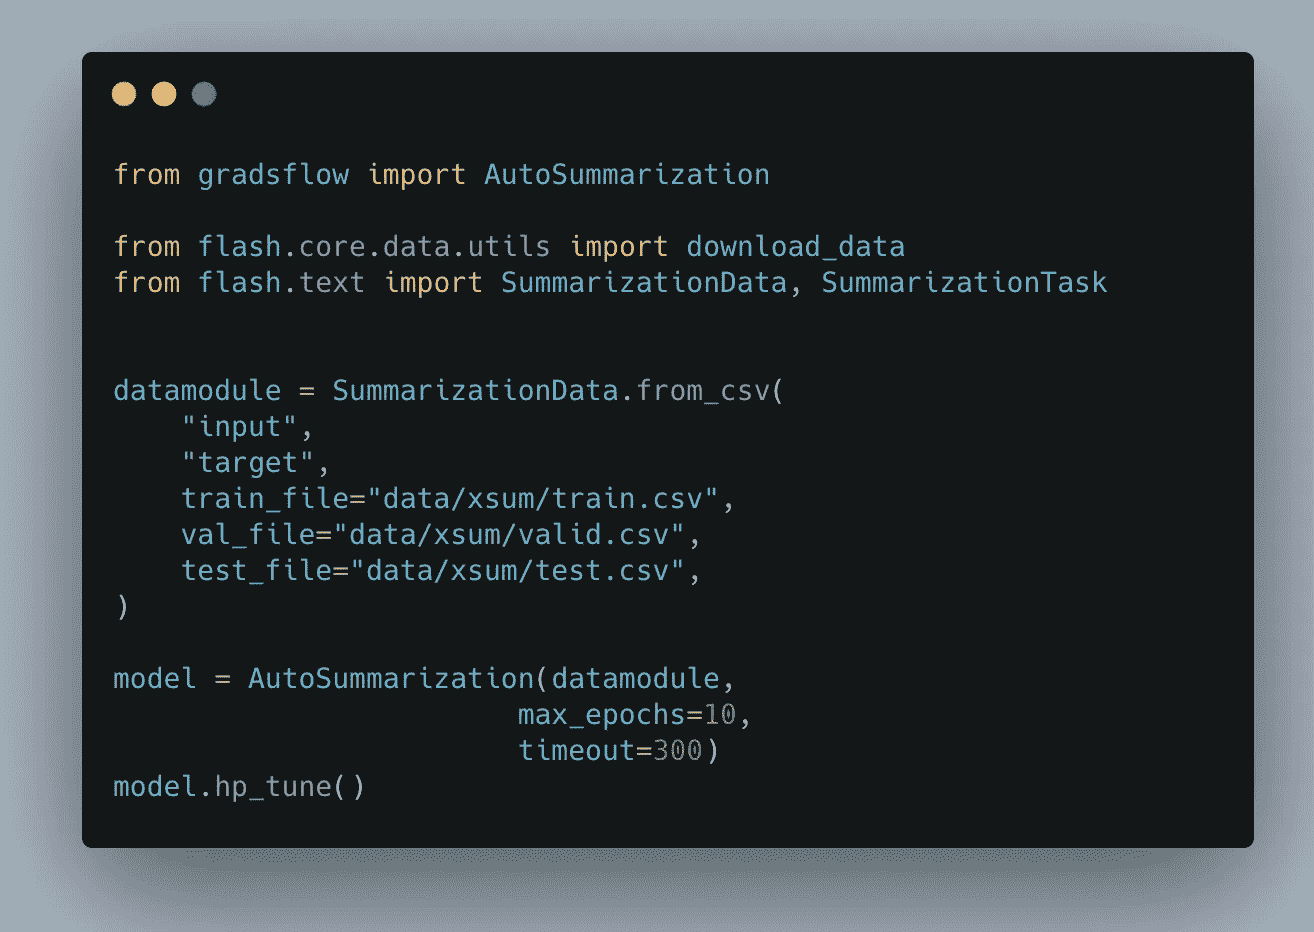 from gradsflow import AutoSummarization
from flash.core.data.utils import download_data
from flash.text import SummarizationData, SummarizationTask
datamodule = SummarizationData.from_csv(
    "input",
    "target",
    train_file="data/xsum/train.csv",
    val_file="data/xsum/valid.csv",
    test_file="data/xsum/test.csv",
)
model = AutoSummarization(datamodule,
                        max_epochs=10,
                        timeout=300)
model.hp_tune()